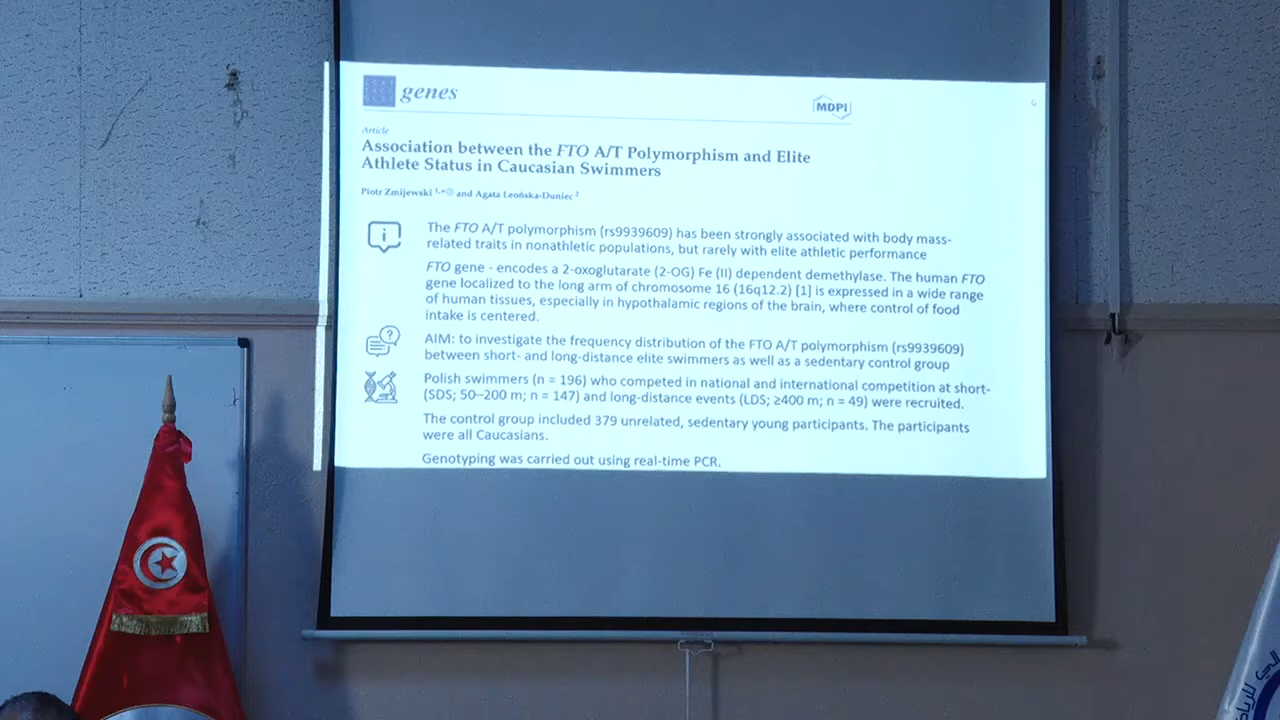 genes
MDPI
Article
Association between the FTO A/T Polymorphism and Elite
Athlete Status in Caucasian Swimmers
Piotr Zmijewski 1,* and Agata Leońska-Duniec 2
The FTO A/T polymorphism (rs9939609) has been strongly associated with body mass-
related traits in nonathletic populations, but rarely with elite athletic performance
FTO gene - encodes a 2-oxoglutarate (2-OG) Fe (II) dependent demethylase. The human FTO
gene localized to the long arm of chromosome 16 (16q12.2) [1] is expressed in a wide range
of human tissues, especially in hypothalamic regions of the brain, where control of food
intake is centered.
AIM: to investigate the frequency distribution of the FTO A/T polymorphism (rs9939609)
between short- and long-distance elite swimmers as well as a sedentary control group
Polish swimmers (n = 196) who competed in national and international competition at short-
(SDS; 50–200 m; n = 147) and long-distance events (LDS; ≥400 m; n = 49) were recruited.
The control group included 379 unrelated, sedentary young participants. The participants
were all Caucasians.
Genotyping was carried out using real-time PCR.